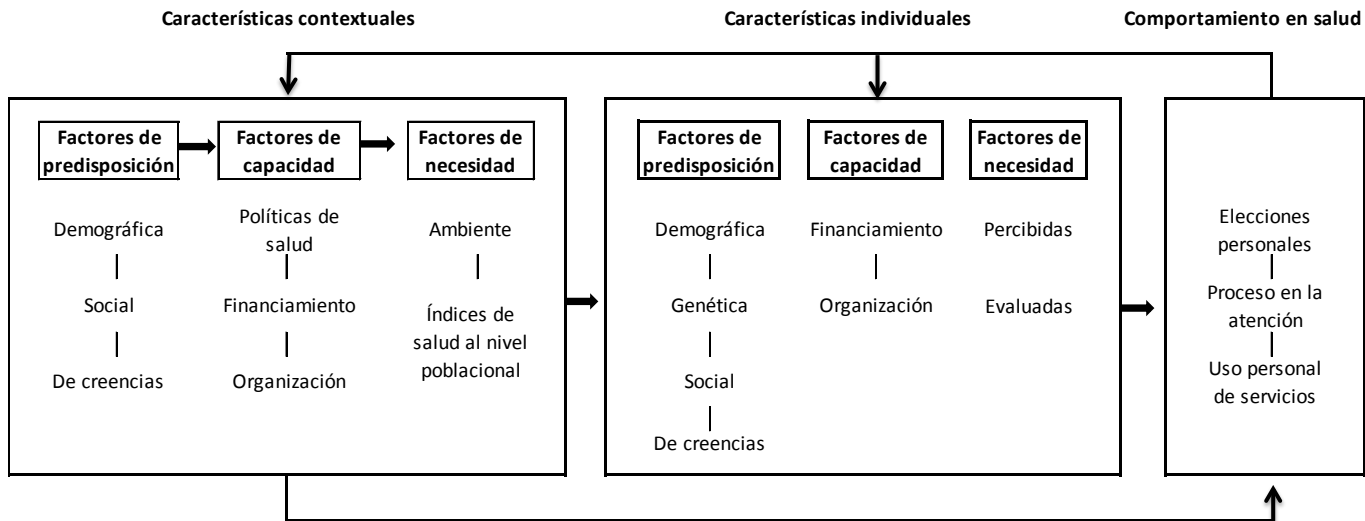 Características contextuales
Características individuales
Comportamiento en salud
Factores de
predisposición
Factores de
capacidad
Factores de
necesidad
Demográfica
Social
De creencias
Políticas de
salud
Financiamiento
Organización
Ambiente
Índices de
salud al nivel
poblacional
Factores de
predisposición
Factores de
capacidad
Factores de
necesidad
Demográfica
Genética
Social
De creencias
Financiamiento
Organización
Percibidas
Evaluadas
Elecciones
personales
Proceso en la
atención
Uso personal
de servicios